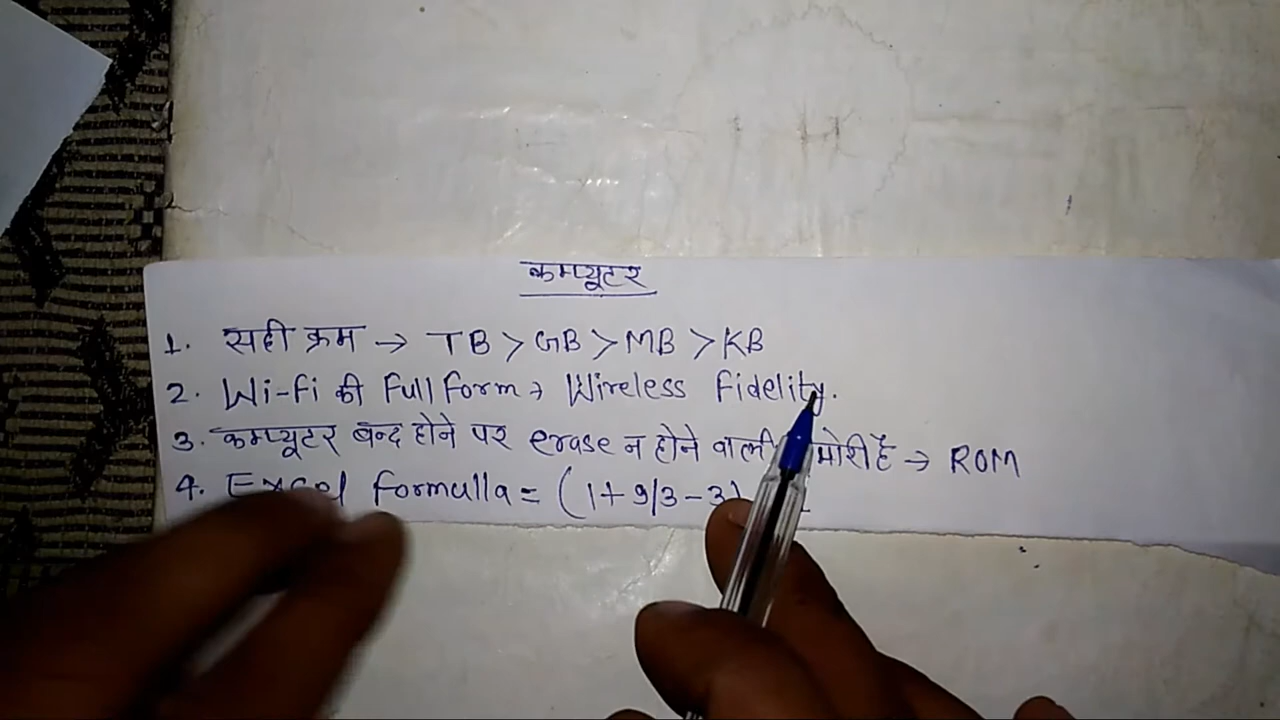 कम्प्यूटर
1. सही क्रम → TB > GB > MB > KB
2. Wi-Fi की Full Form → Wireless Fidelity.
3. कम्प्यूटर बन्द होने पर erase न होने वाली है → ROM
4. Excel formulla = (1+9/3-3)